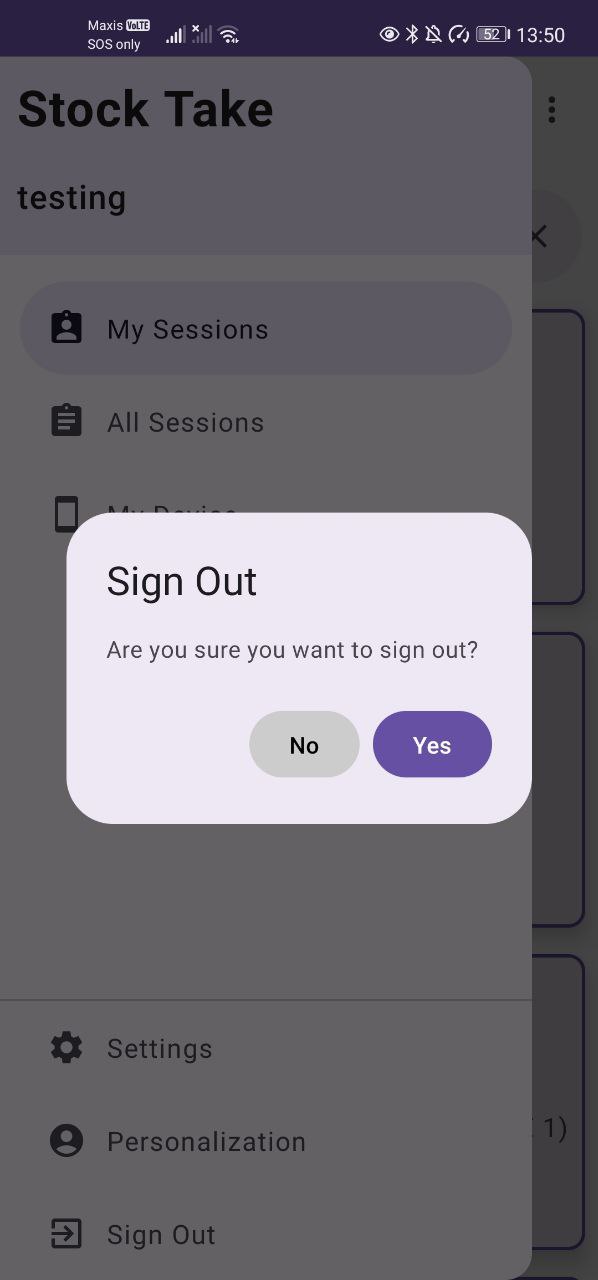 Maxis VoLTE
SOS only
52
13:50
Stock Take
testing
My Sessions
All Sessions
My Device
Sign Out
Are you sure you want to sign out?
No
Yes
Settings
1)
Personalization
Sign Out